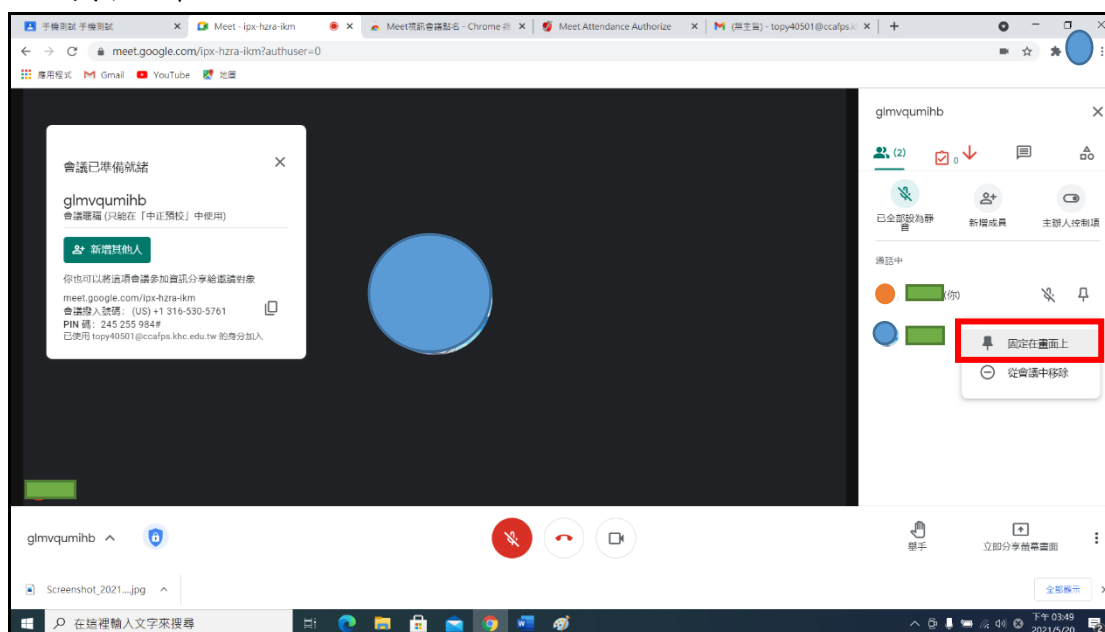 手機測試 手機測試
Meet - ipx-hzra-ikm
Meet視訊會議點名 - Chrome
Meet Attendance Authorize
(無主旨) - topy40501@ccafps.k
meet.google.com/ipx-hzra-ikm?authuser=0
應用程式 Gmail YouTube 地圖
會議已準備就緒
glmvqumihb
會議暱稱 (只能在「中正預校」中使用)
新增其他人
你也可以將這項會議參加資訊分享給邀請對象
meet.google.com/ipx-hzra-ikm
會議撥入號碼: (US) +1 316-530-5761
PIN 碼: 245 255 984#
已使用 topy40501@ccafps.khc.edu.tw 的身分加入
glmvqumihb
(2) 0
已全部設為靜音
新增成員
主辦人控制項
通話中
(你)
固定在畫面上
從會議中移除
glmvqumihb
舉手
立即分享螢幕畫面
Screenshot_2021....jpg
全部顯示
在這裡輸入文字來搜尋
下午 03:49
2021/5/20